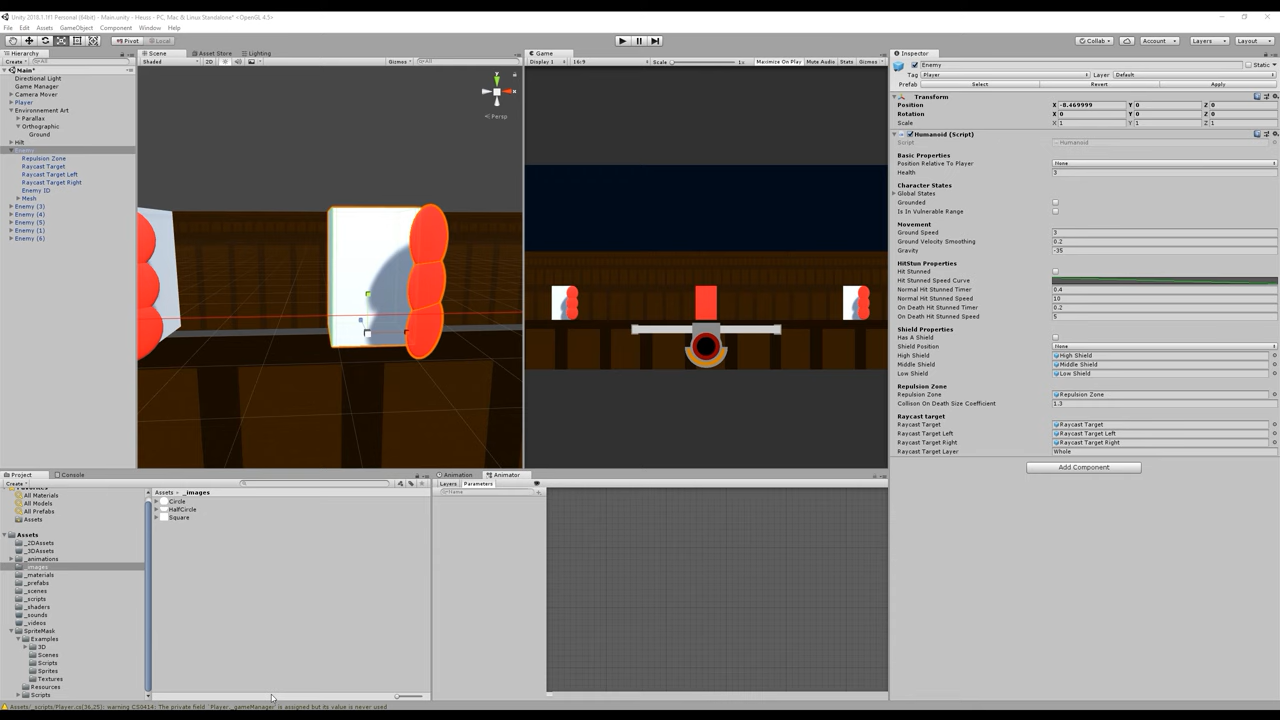 Unity 2018.1.1f1 Personal (64bit) - Main.unity - Heuss - PC, Mac & Linux Standalone* <OpenGL 4.5>
File Edit Assets GameObject Component Window Help
Pivot Local Collab Account Layers Layout
Hierarchy
Create All
Main*
Directional Light
Game Manager
Camera Mover
Player
Environnement Art
Parallax
Orthographic
Ground
Hilt
Enemy
Repulsion Zone
Raycast Target
Raycast Target Left
Raycast Target Right
Enemy ID
Mesh
Enemy (3)
Enemy (4)
Enemy (5)
Enemy (1)
Enemy (6)
Scene Asset Store Lighting
Shaded 2D Gizmos All
Persp
Game
Display 1 16:9 Scale 1x Maximize On Play Mute Audio Stats Gizmos
Inspector
Enemy Static
Tag Player Layer Default
Prefab Select Revert Apply
Transform
Position X -8.469999 Y 0 Z 0
Rotation X 0 Y 0 Z 0
Scale X 1 Y 1 Z 1
Humanoid (Script)
Script Humanoid
Basic Properties
Position Relative To Player None
Health 3
Character States
Global States
Grounded
Is In Vulnerable Range
Movement
Ground Speed 3
Ground Velocity Smoothing 0.2
Gravity -35
HitStun Properties
Hit Stunned
Hit Stunned Speed Curve
Normal Hit Stunned Timer 0.4
Normal Hit Stunned Speed 10
On Death Hit Stunned Timer 0.2
On Death Hit Stunned Speed 5
Shield Properties
Has A Shield
Shield Position None
High Shield High Shield
Middle Shield Middle Shield
Low Shield Low Shield
Repulsion Zone
Repulsion Zone Repulsion Zone
Collison On Death Size Coefficient 1.3
Raycast target
Raycast Target Raycast Target
Raycast Target Left Raycast Target Left
Raycast Target Right Raycast Target Right
Raycast Target Layer Whole
Add Component
Project Console
Create
Favorites
All Materials
All Models
All Prefabs
Assets
Assets
_2DAssets
_3DAssets
_animations
_images
_materials
_prefabs
_scenes
_scripts
_shaders
_sounds
_videos
SpriteMask
Examples
3D
Scenes
Scripts
Sprites
Textures
Resources
Scripts
Assets _images
Circle
HalfCircle
Square
Animation Animator
Layers Parameters
Name
Assets/_scripts/Player.cs(36,25): warning CS0414: The private field `Player._gameManager' is assigned but its value is never used